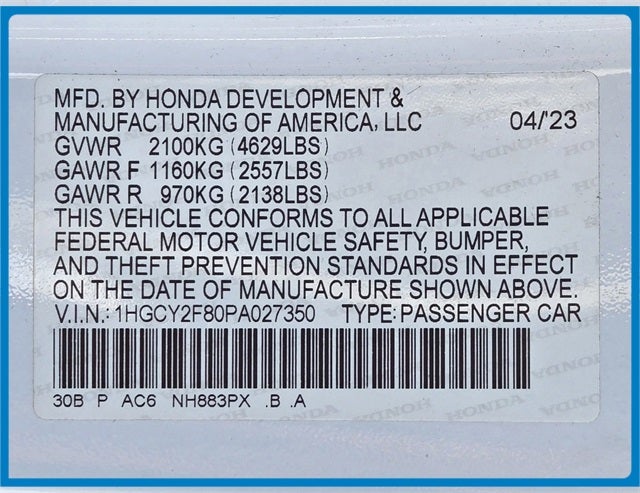 MFD. BY HONDA DEVELOPMENT &
MANUFACTURING OF AMERICA, LLC 04/'23
GVWR 2100KG (4629LBS)
GAWR F 1160KG (2557LBS)
GAWR R 970KG (2138LBS)
THIS VEHICLE CONFORMS TO ALL APPLICABLE
FEDERAL MOTOR VEHICLE SAFETY, BUMPER,
AND THEFT PREVENTION STANDARDS IN EFFECT
ON THE DATE OF MANUFACTURE SHOWN ABOVE.
V.I.N.: 1HGCY2F80PA027350 TYPE: PASSENGER CAR
30B P AC6 NH883PX .B .A